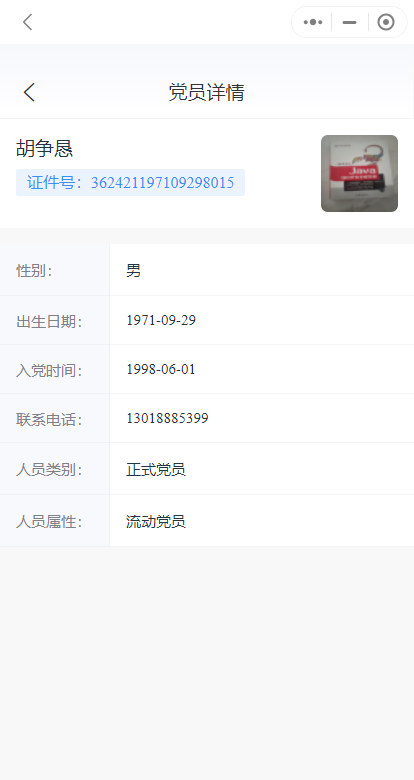 党员详情
胡争恳
证件号：362421197109298015
Java
性别：
男
出生日期：
1971-09-29
入党时间：
1998-06-01
联系电话：
13018885399
人员类别：
正式党员
人员属性：
流动党员